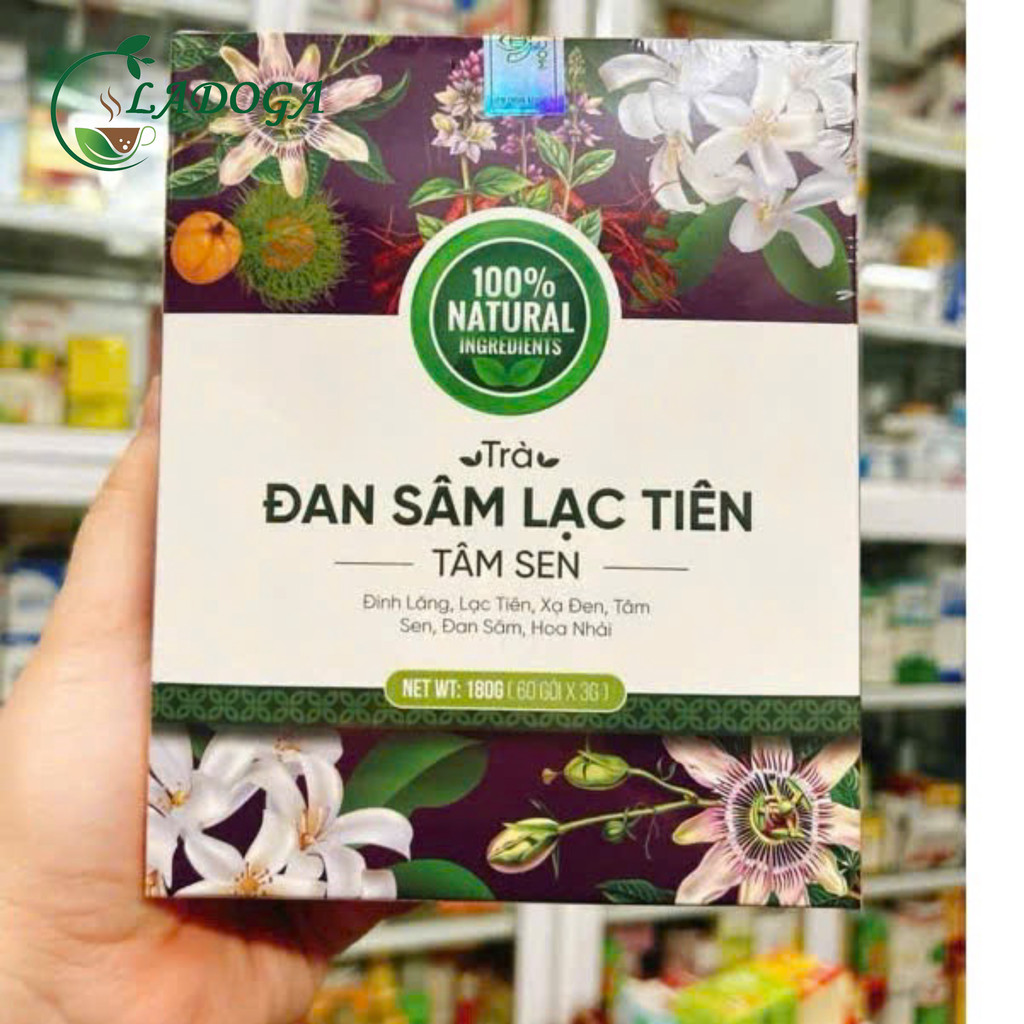 LADOGA
100%
NATURAL
INGREDIENTS
Trà
ĐAN SÂM LẠC TIÊN
TÂM SEN
Đinh Lăng, Lạc Tiên, Xạ Đen, Tâm
Sen, Đan Sâm, Hoa Nhài
NET WT: 180G ( 60 GÓI X 3G )